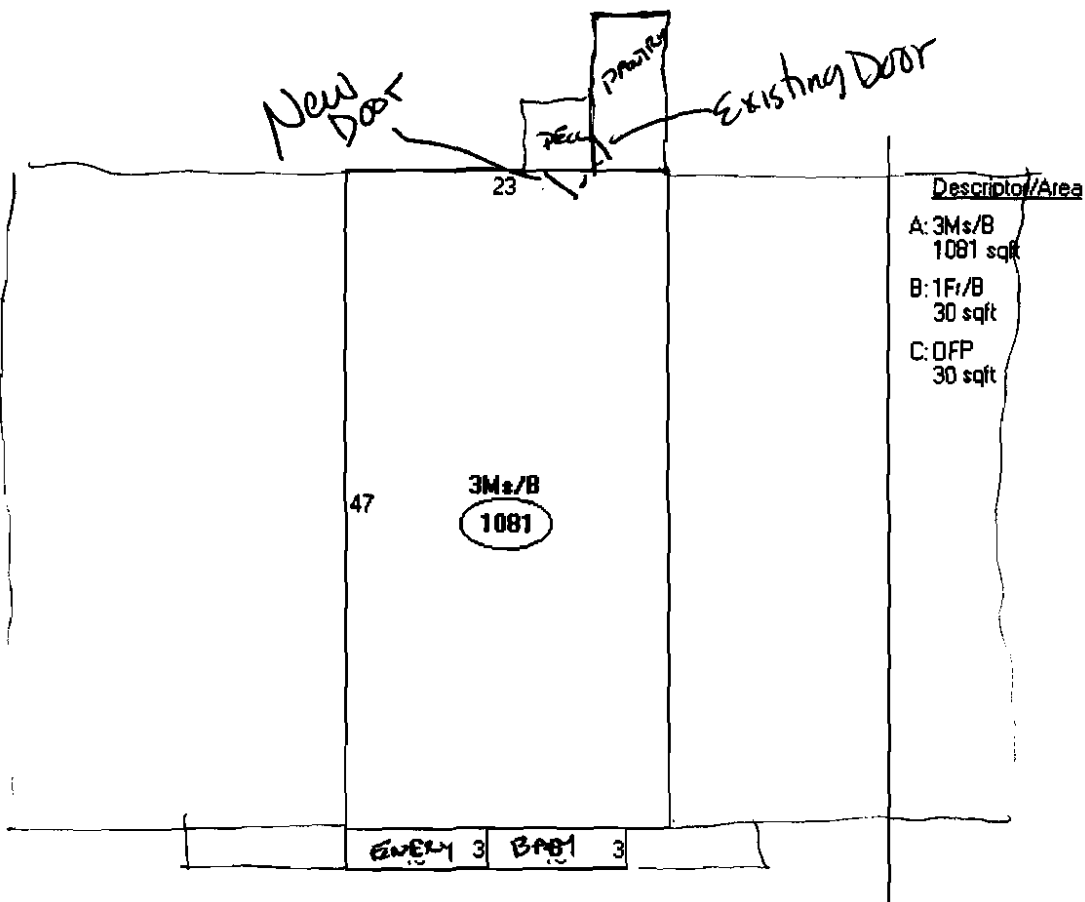 PANTRY
Existing Door
New
Door
23
Descriptor/Area
A: 3Ms/B
1081 sqft
B: 1Fr/B
30 sqft
C: OFP
30 sqft
47
3Ms/B
1081
3
3